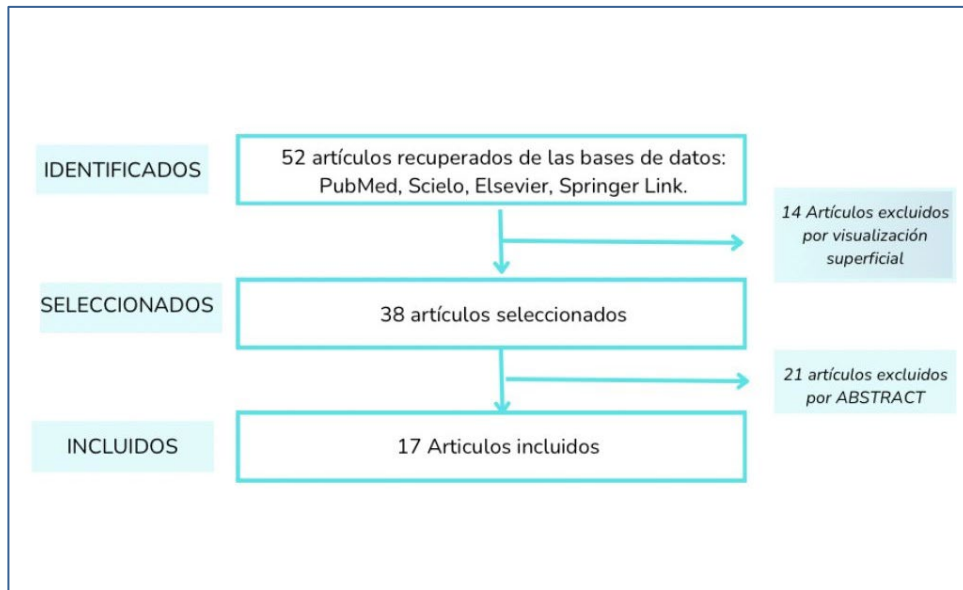 IDENTIFICADOS
52 artículos recuperados de las bases de datos:
PubMed, Scielo, Elsevier, Springer Link.
14 Artículos excluidos
por visualización
superficial
SELECCIONADOS
38 artículos seleccionados
21 artículos excluidos
por ABSTRACT
INCLUIDOS
17 Articulos incluidos